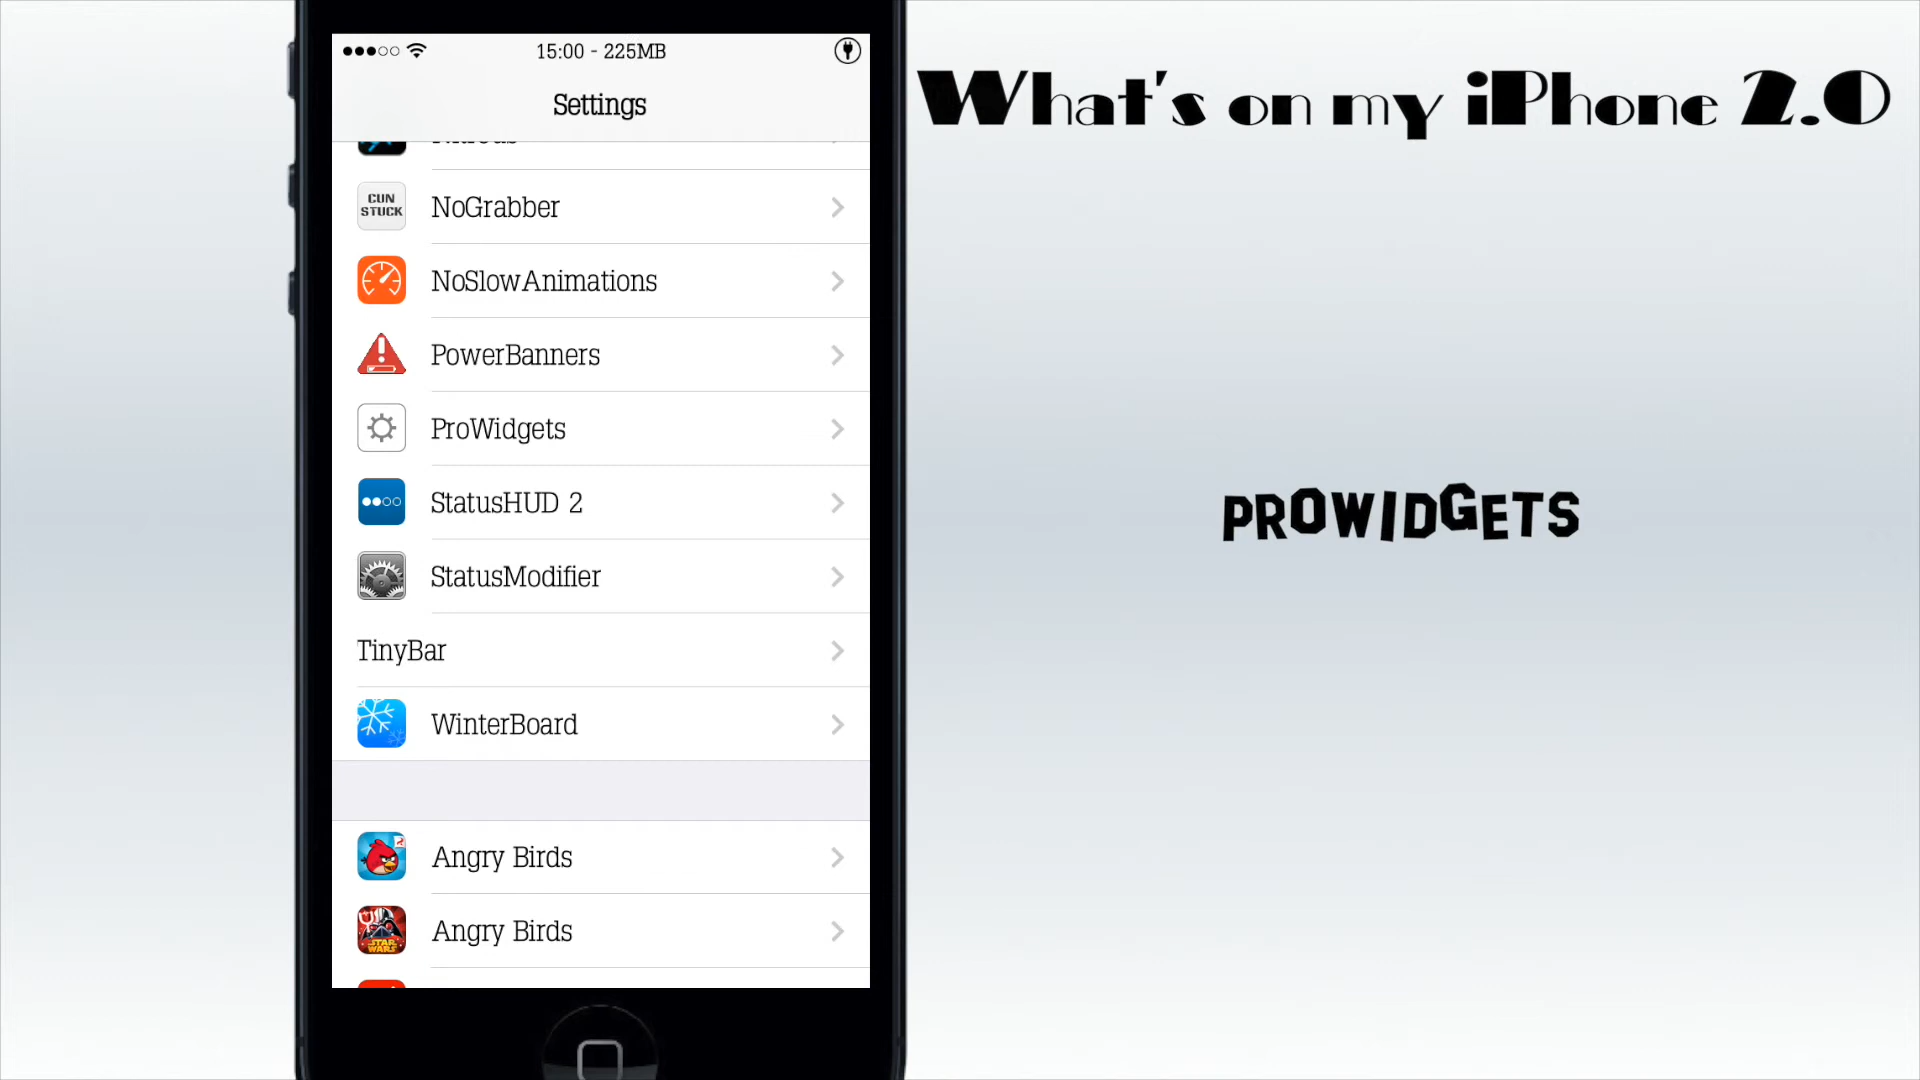 15:00 - 225MB
What's on my iPhone 2.0
Settings
CUN
STUCK
NoGrabber
NoSlowAnimations
PowerBanners
ProWidgets
PROWIDGETS
StatusHUD 2
StatusModifier
TinyBar
WinterBoard
Angry Birds
STAR
WARS
Angry Birds